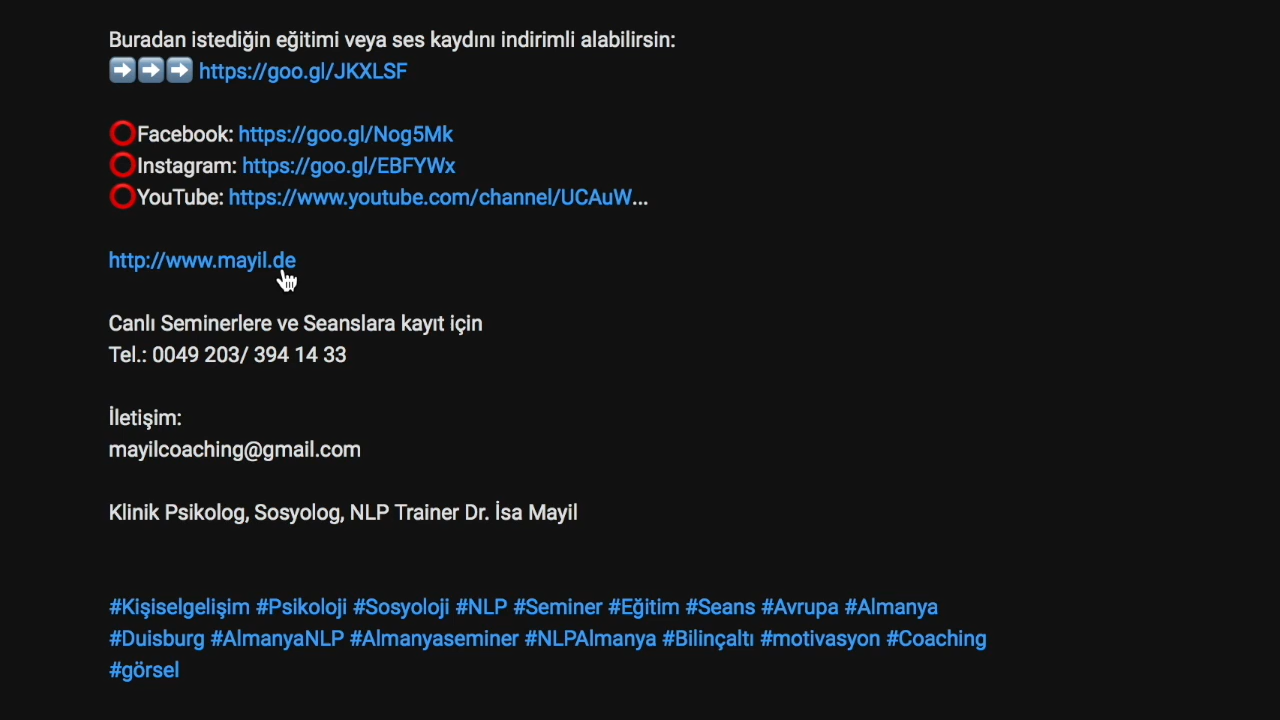 Buradan istediğin eğitimi veya ses kaydını indirimli alabilirsin:
➡➡➡ https://goo.gl/JKXLSF
⭕Facebook: https://goo.gl/Nog5Mk
⭕Instagram: https://goo.gl/EBFYWx
⭕YouTube: https://www.youtube.com/channel/UCAuW...
http://www.mayil.de
Canlı Seminerlere ve Seanslara kayıt için
Tel.: 0049 203/ 394 14 33
İletişim:
mayilcoaching@gmail.com
Klinik Psikolog, Sosyolog, NLP Trainer Dr. İsa Mayil
#Kişiselgelişim #Psikoloji #Sosyoloji #NLP #Seminer #Eğitim #Seans #Avrupa #Almanya
#Duisburg #AlmanyaNLP #Almanyaseminer #NLPAlmanya #Bilinçaltı #motivasyon #Coaching
#görsel